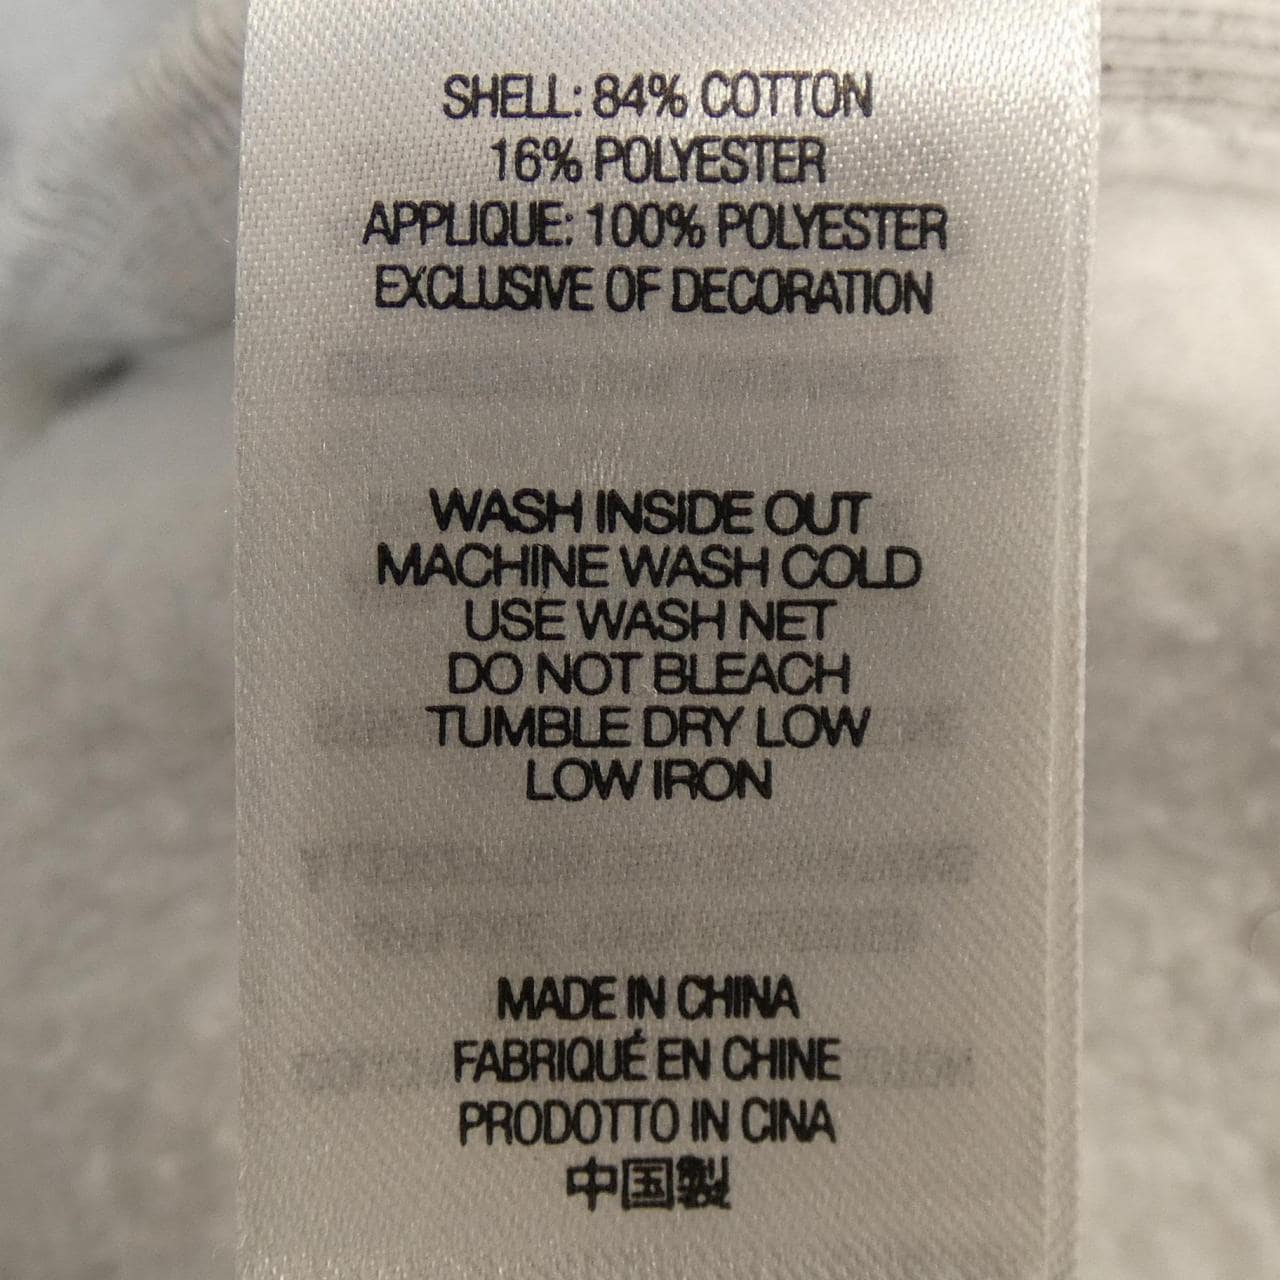 SHELL: 84% COTTON
16% POLYESTER
APPLIQUE: 100% POLYESTER
EXCLUSIVE OF DECORATION
WASH INSIDE OUT
MACHINE WASH COLD
USE WASH NET
DO NOT BLEACH
TUMBLE DRY LOW
LOW IRON
MADE IN CHINA
FABRIQUÉ EN CHINE
PRODOTTO IN CINA
中国製